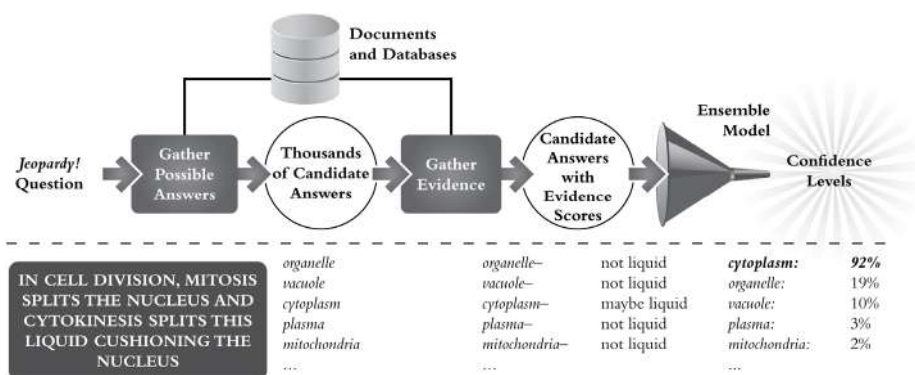 Documents
and Databases
Ensemble
Model
Jeopardy!
Question
Gather
Possible
Answers
Thousands
of Candidate
Answers
Gather
Evidence
Candidate
Answers
with
Evidence
Scores
Confidence
Levels
IN CELL DIVISION, MITOSIS
SPLITS THE NUCLEUS AND
CYTOKINESIS SPLITS THIS
LIQUID CUSHIONING THE
NUCLEUS
organelle organelle– not liquid organelle: 19%
vacuole vacuole– not liquid vacuole: 10%
cytoplasm cytoplasm– maybe liquid cytoplasm: 92%
plasma plasma– not liquid plasma: 3%
mitochondria mitochondria– not liquid mitochondria: 2%
... ... ...